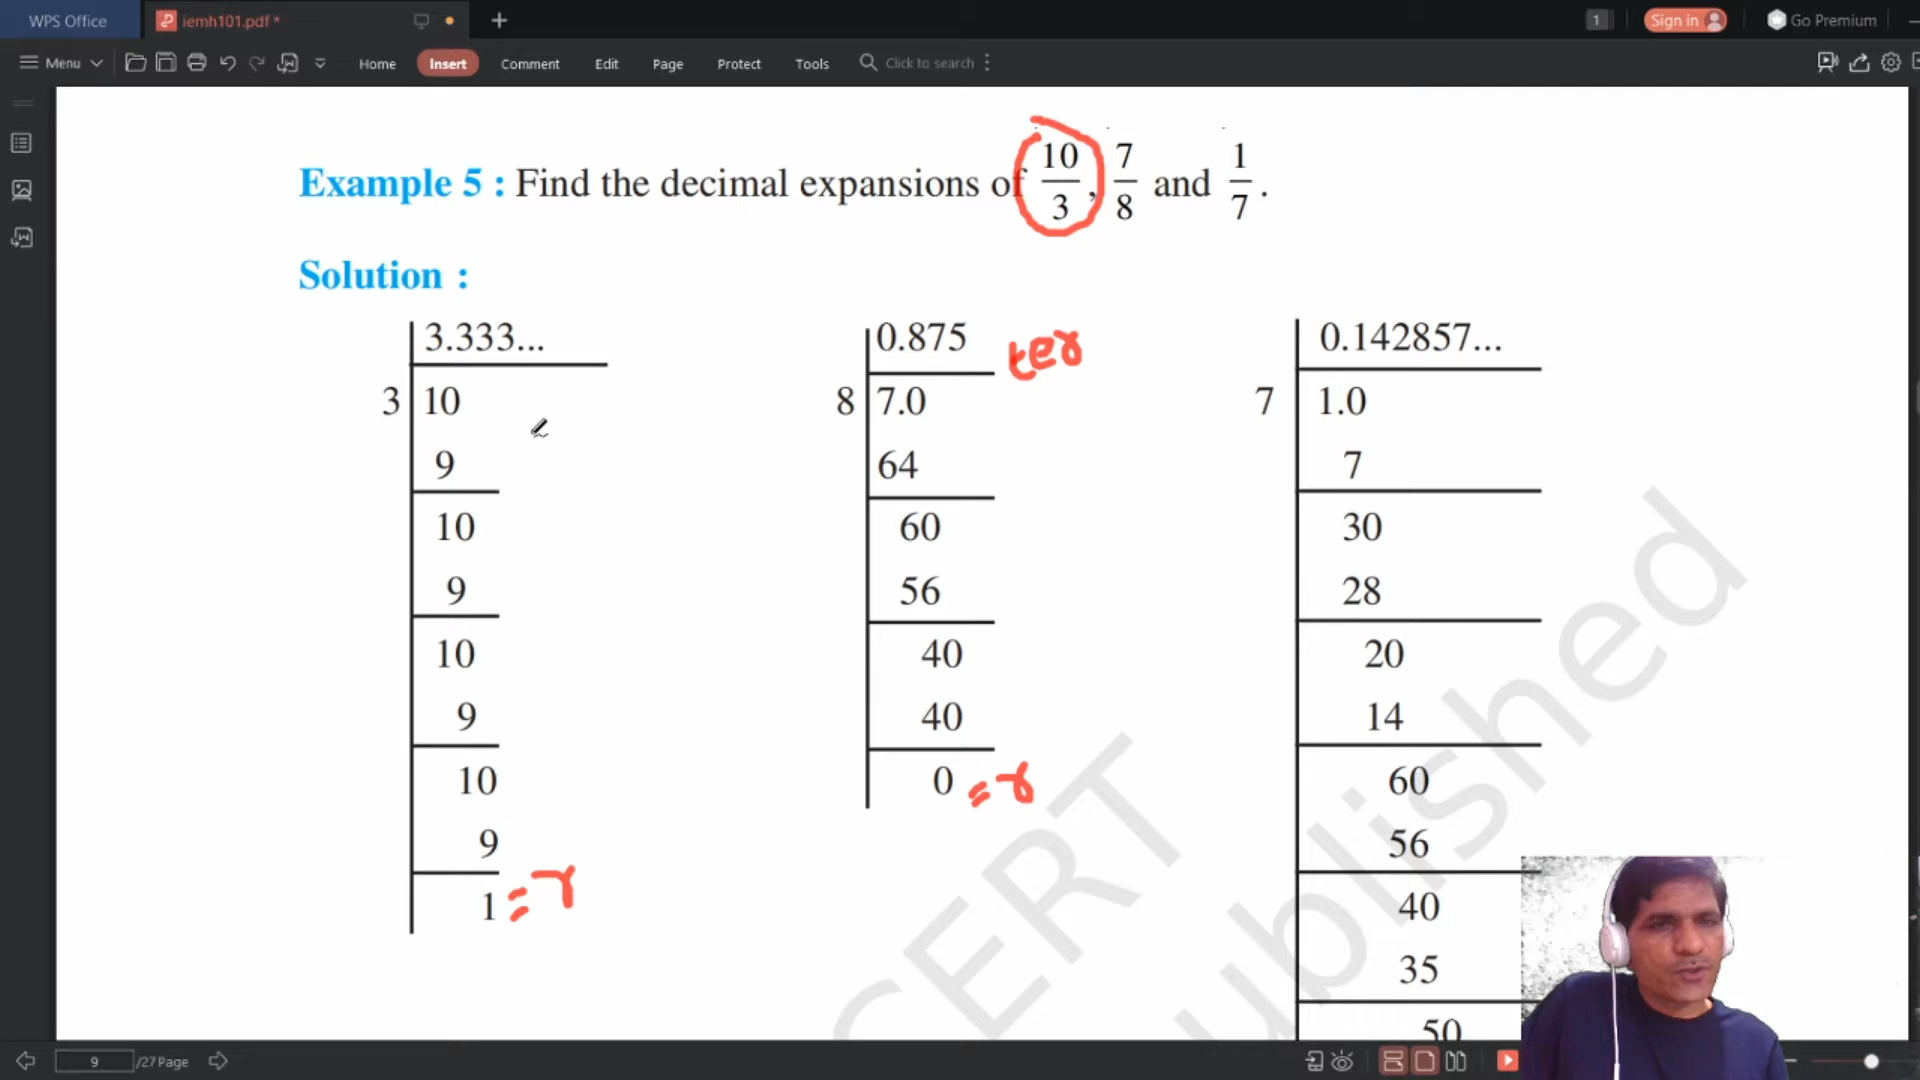 WPS Office
iemh101.pdf *
1
Sign in
Go Premium
Menu
Home
Insert
Comment
Edit
Page
Protect
Tools
Click to search
Example 5 : Find the decimal expansions of 10/3, 7/8 and 1/7.
Solution :
3.333...
3 10
9
10
9
10
9
10
9
1 = r
0.875 ter
8 7.0
64
60
56
40
40
0 = r
0.142857...
7 1.0
7
30
28
20
14
60
56
40
35
50
9 /27 Page